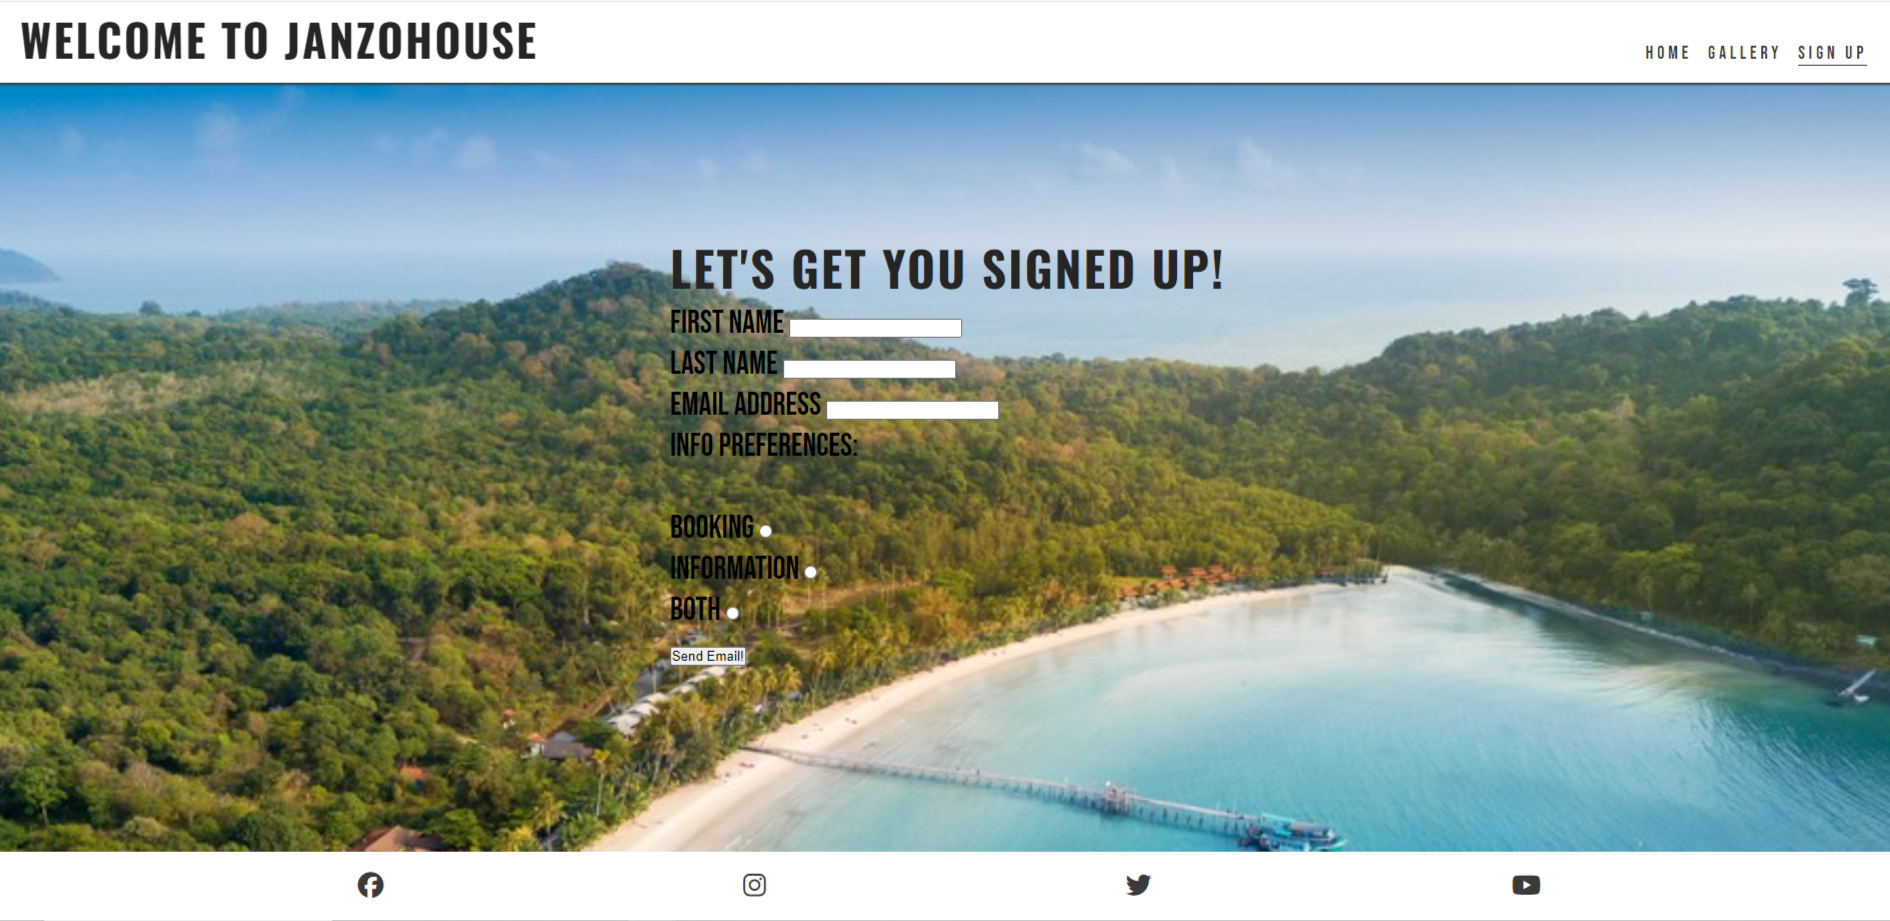 WELCOME TO JANZOHOUSE
HOME GALLERY SIGN UP
LET'S GET YOU SIGNED UP!
FIRST NAME
LAST NAME
EMAIL ADDRESS
INFO PREFERENCES:
BOOKING
INFORMATION
BOTH
Send Email!